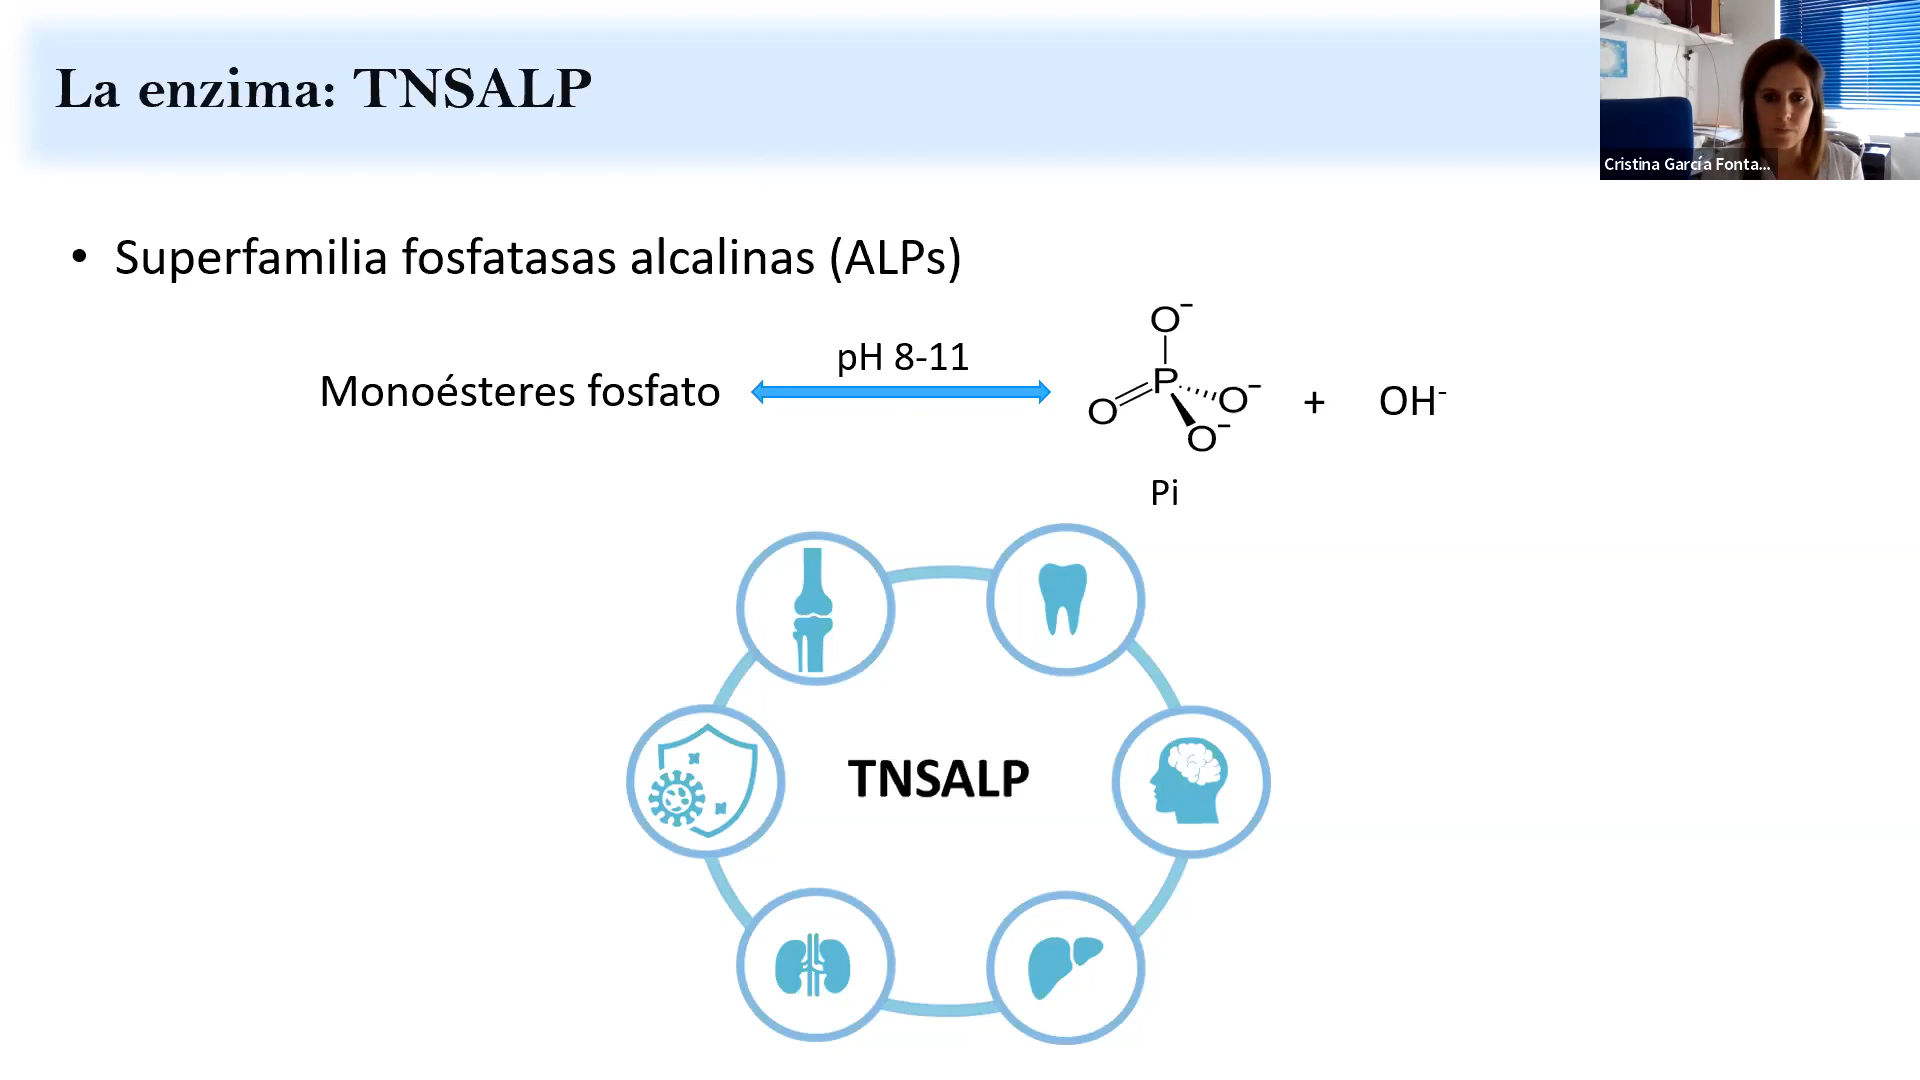 La enzima: TNSALP
Cristina García Fonta...
• Superfamilia fosfatasas alcalinas (ALPs)
Monoésteres fosfato
pH 8-11
O⁻
P
O
O⁻
O⁻
+ OH⁻
Pi
TNSALP